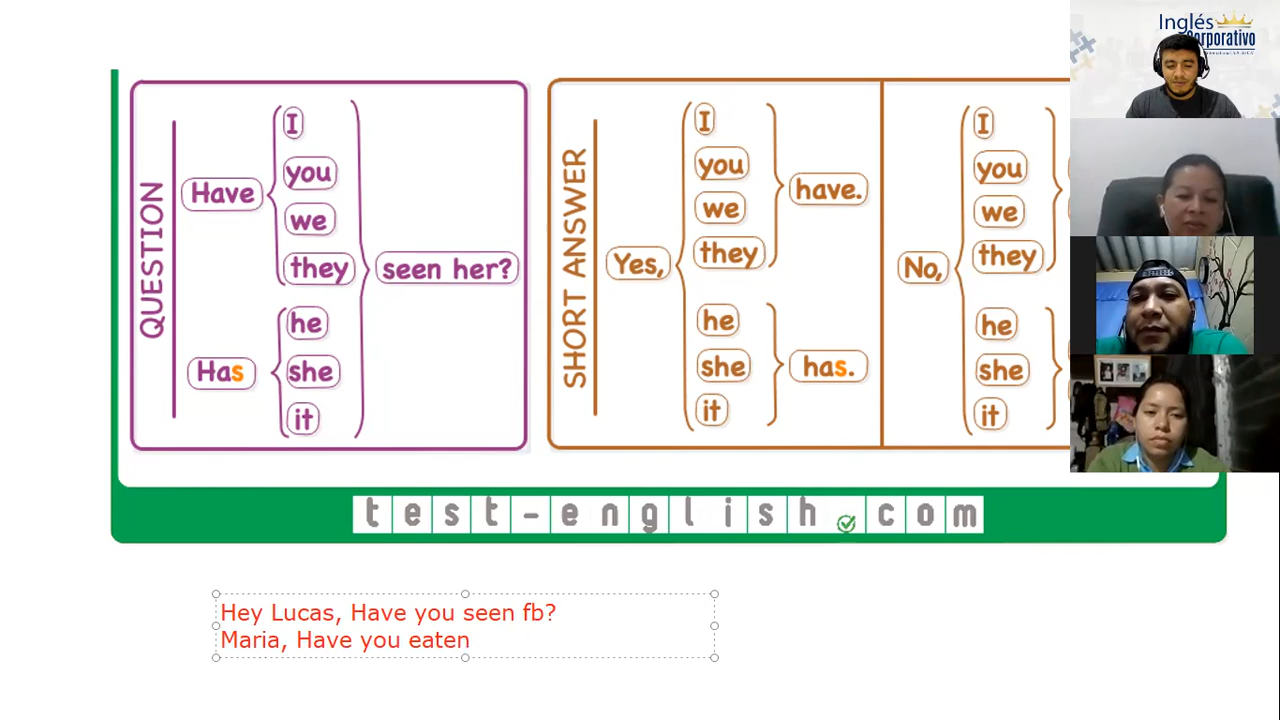 Inglés
Corporativo
QUESTION
Have
I
you
we
they
Has
he
she
it
seen her?
SHORT ANSWER
Yes,
I
you
we
they
have.
he
she
it
has.
No,
I
you
we
they
he
she
it
test-english.com
Hey Lucas, Have you seen fb?
Maria, Have you eaten